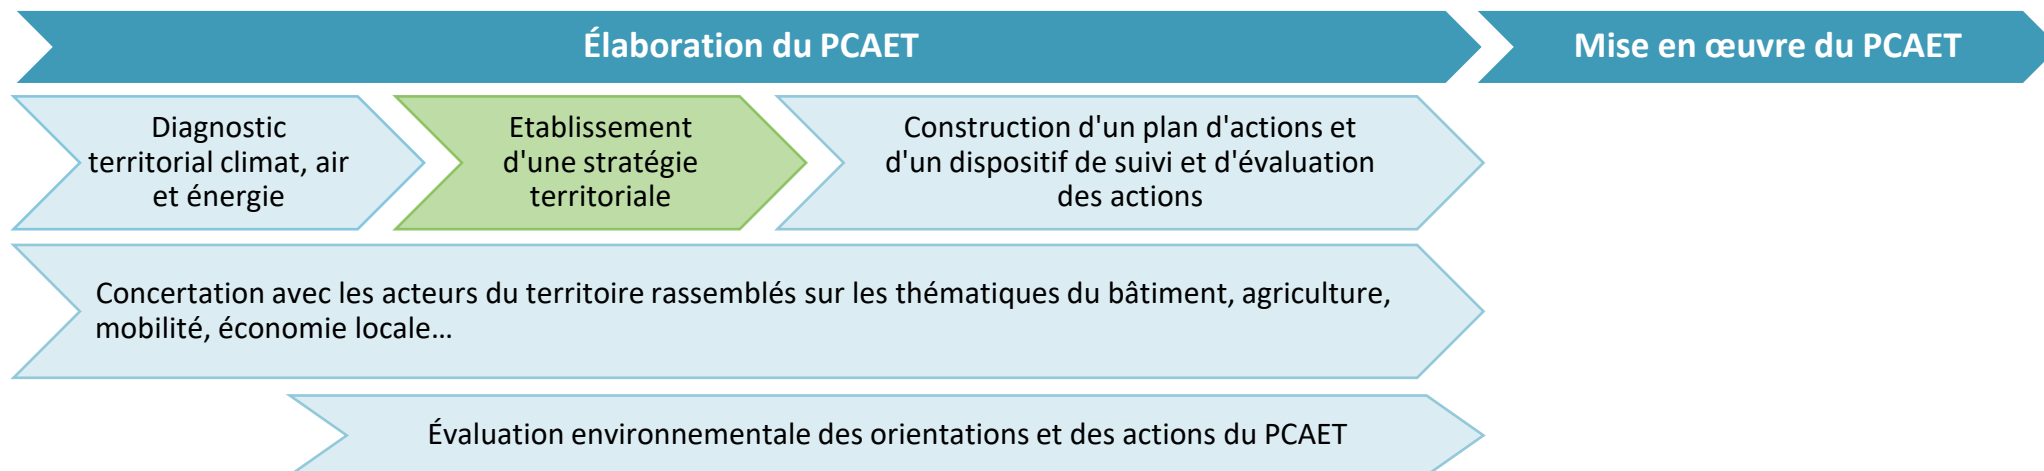 Élaboration du PCAET
Mise en œuvre du PCAET
Diagnostic
territorial climat, air
et énergie
Etablissement
d'une stratégie
territoriale
Construction d'un plan d'actions et
d'un dispositif de suivi et d'évaluation
des actions
Concertation avec les acteurs du territoire rassemblés sur les thématiques du bâtiment, agriculture,
mobilité, économie locale…
Évaluation environnementale des orientations et des actions du PCAET